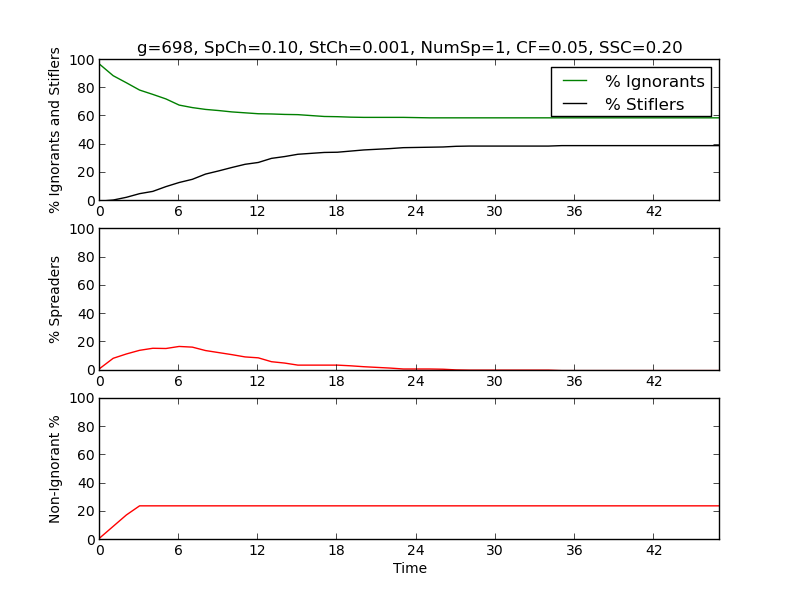 g=698, SpCh=0.10, StCh=0.001, NumSp=1, CF=0.05, SSC=0.20
% Ignorants and Stiflers
100
80
60
40
20
0
% Ignorants
% Stiflers
0 6 12 18 24 30 36 42
% Spreaders
100
80
60
40
20
0
0 6 12 18 24 30 36 42
Non-Ignorant %
100
80
60
40
20
0
0 6 12 18 24 30 36 42
Time